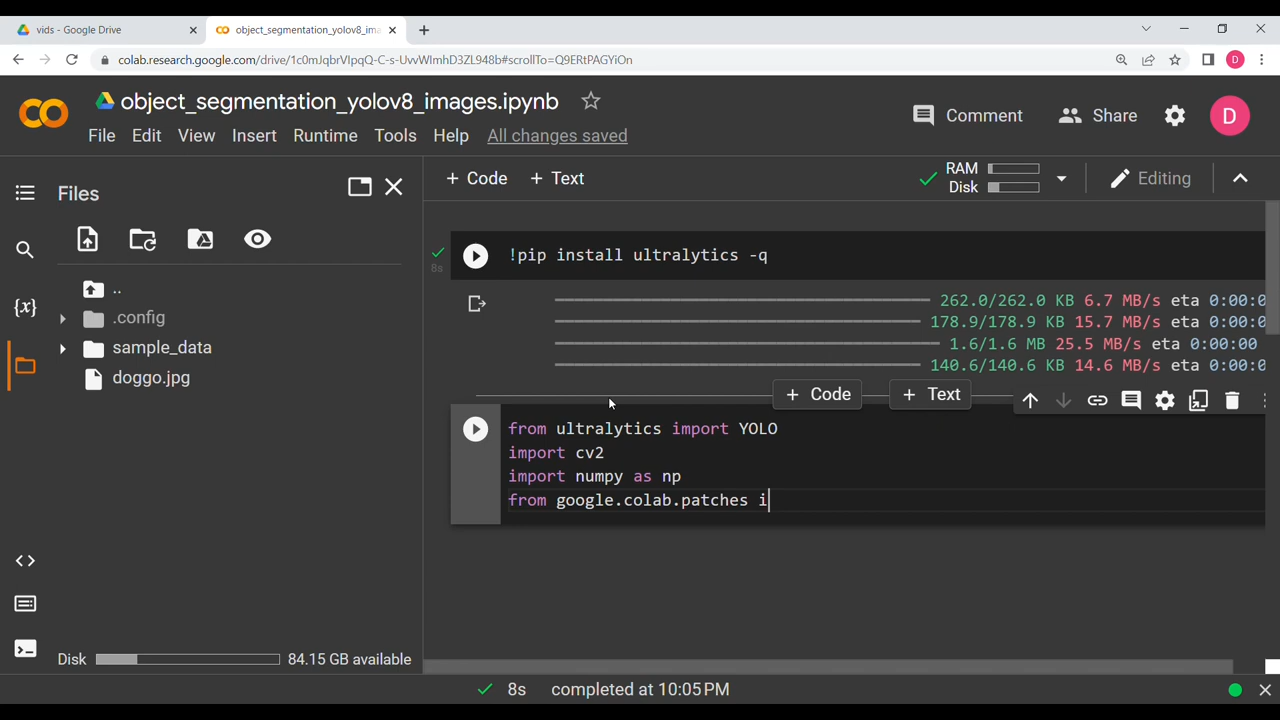 vids - Google Drive
object_segmentation_yolov8_ima
colab.research.google.com/drive/1c0mJqbrVIpqQ-C-s-UvvWlmhD3ZL948b#scrollTo=Q9ERtPAGYiOn
D
object_segmentation_yolov8_images.ipynb
File Edit View Insert Runtime Tools Help All changes saved
Comment Share D
Files
+ Code + Text
RAM
Disk
Editing
{x}
..
.config
sample_data
doggo.jpg
8s
!pip install ultralytics -q
262.0/262.0 KB 6.7 MB/s eta 0:00:0
178.9/178.9 KB 15.7 MB/s eta 0:00:0
1.6/1.6 MB 25.5 MB/s eta 0:00:00
140.6/140.6 KB 14.6 MB/s eta 0:00:0
+ Code + Text
from ultralytics import YOLO
import cv2
import numpy as np
from google.colab.patches i
Disk 84.15 GB available
8s completed at 10:05 PM